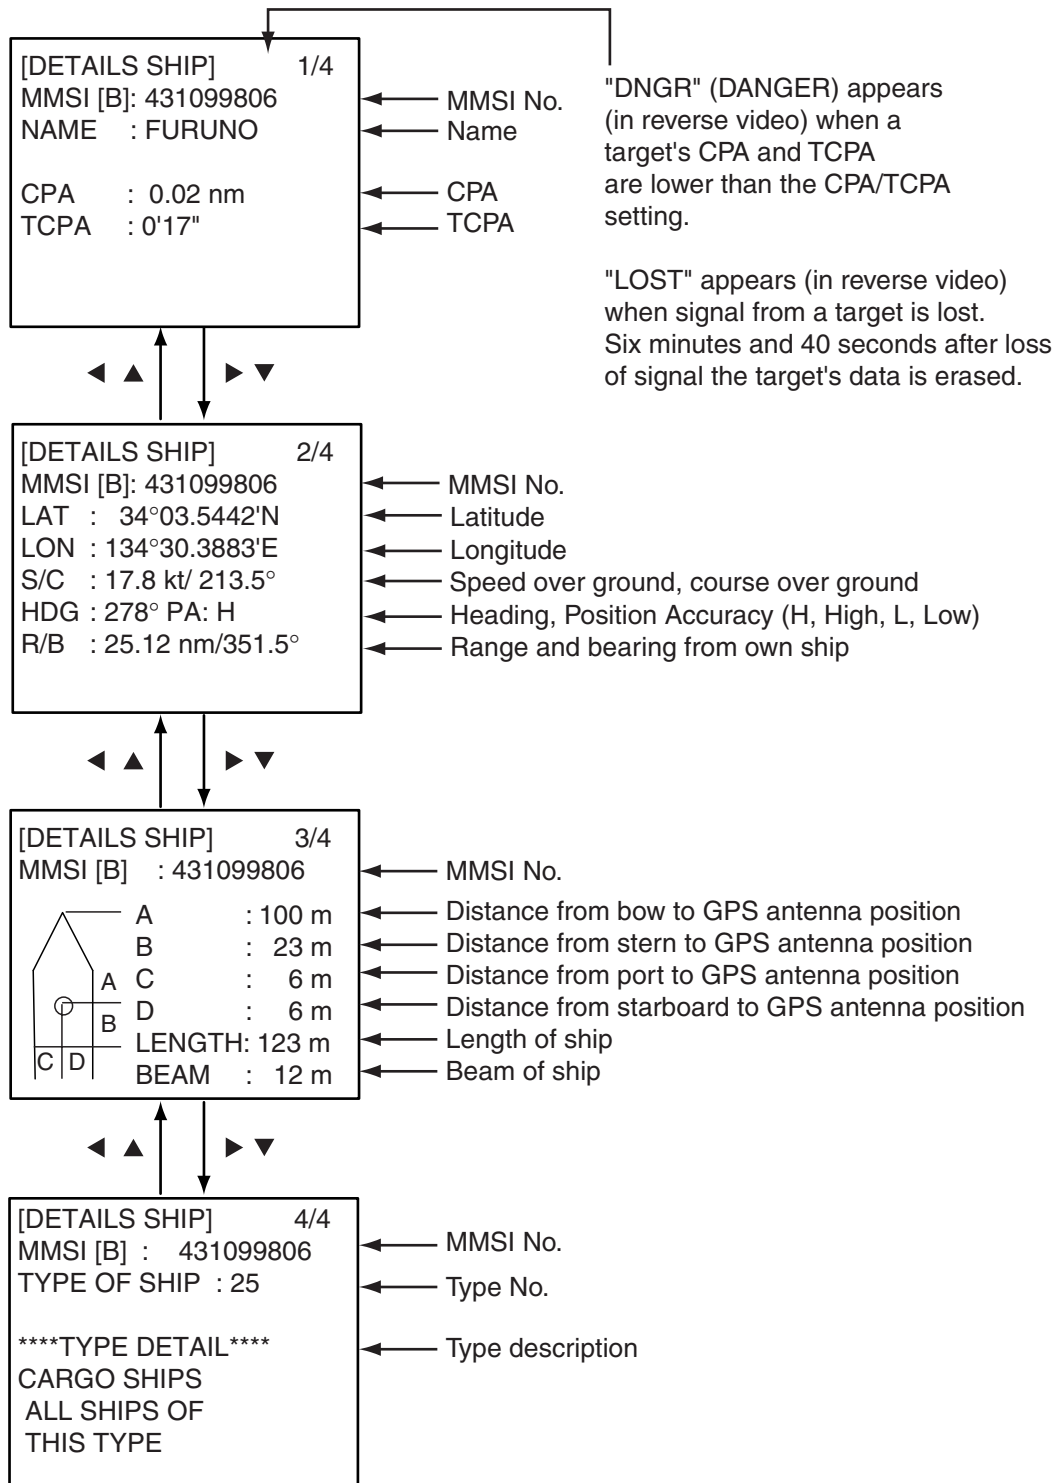 [DETAILS SHIP] 1/4
MMSI [B]: 431099806
NAME : FURUNO
CPA : 0.02 nm
TCPA : 0'17"
MMSI No.
Name
CPA
TCPA
"DNGR" (DANGER) appears
(in reverse video) when a
target's CPA and TCPA
are lower than the CPA/TCPA
setting.
"LOST" appears (in reverse video)
when signal from a target is lost.
Six minutes and 40 seconds after loss
of signal the target's data is erased.
[DETAILS SHIP] 2/4
MMSI [B]: 431099806
LAT : 34°03.5442'N
LON : 134°30.3883'E
S/C : 17.8 kt/ 213.5°
HDG : 278° PA: H
R/B : 25.12 nm/351.5°
MMSI No.
Latitude
Longitude
Speed over ground, course over ground
Heading, Position Accuracy (H, High, L, Low)
Range and bearing from own ship
[DETAILS SHIP] 3/4
MMSI [B] : 431099806
A : 100 m
B : 23 m
C : 6 m
D : 6 m
LENGTH: 123 m
BEAM : 12 m
A
B
C D
MMSI No.
Distance from bow to GPS antenna position
Distance from stern to GPS antenna position
Distance from port to GPS antenna position
Distance from starboard to GPS antenna position
Length of ship
Beam of ship
[DETAILS SHIP] 4/4
MMSI [B] : 431099806
TYPE OF SHIP : 25
****TYPE DETAIL****
CARGO SHIPS
ALL SHIPS OF
THIS TYPE
MMSI No.
Type No.
Type description